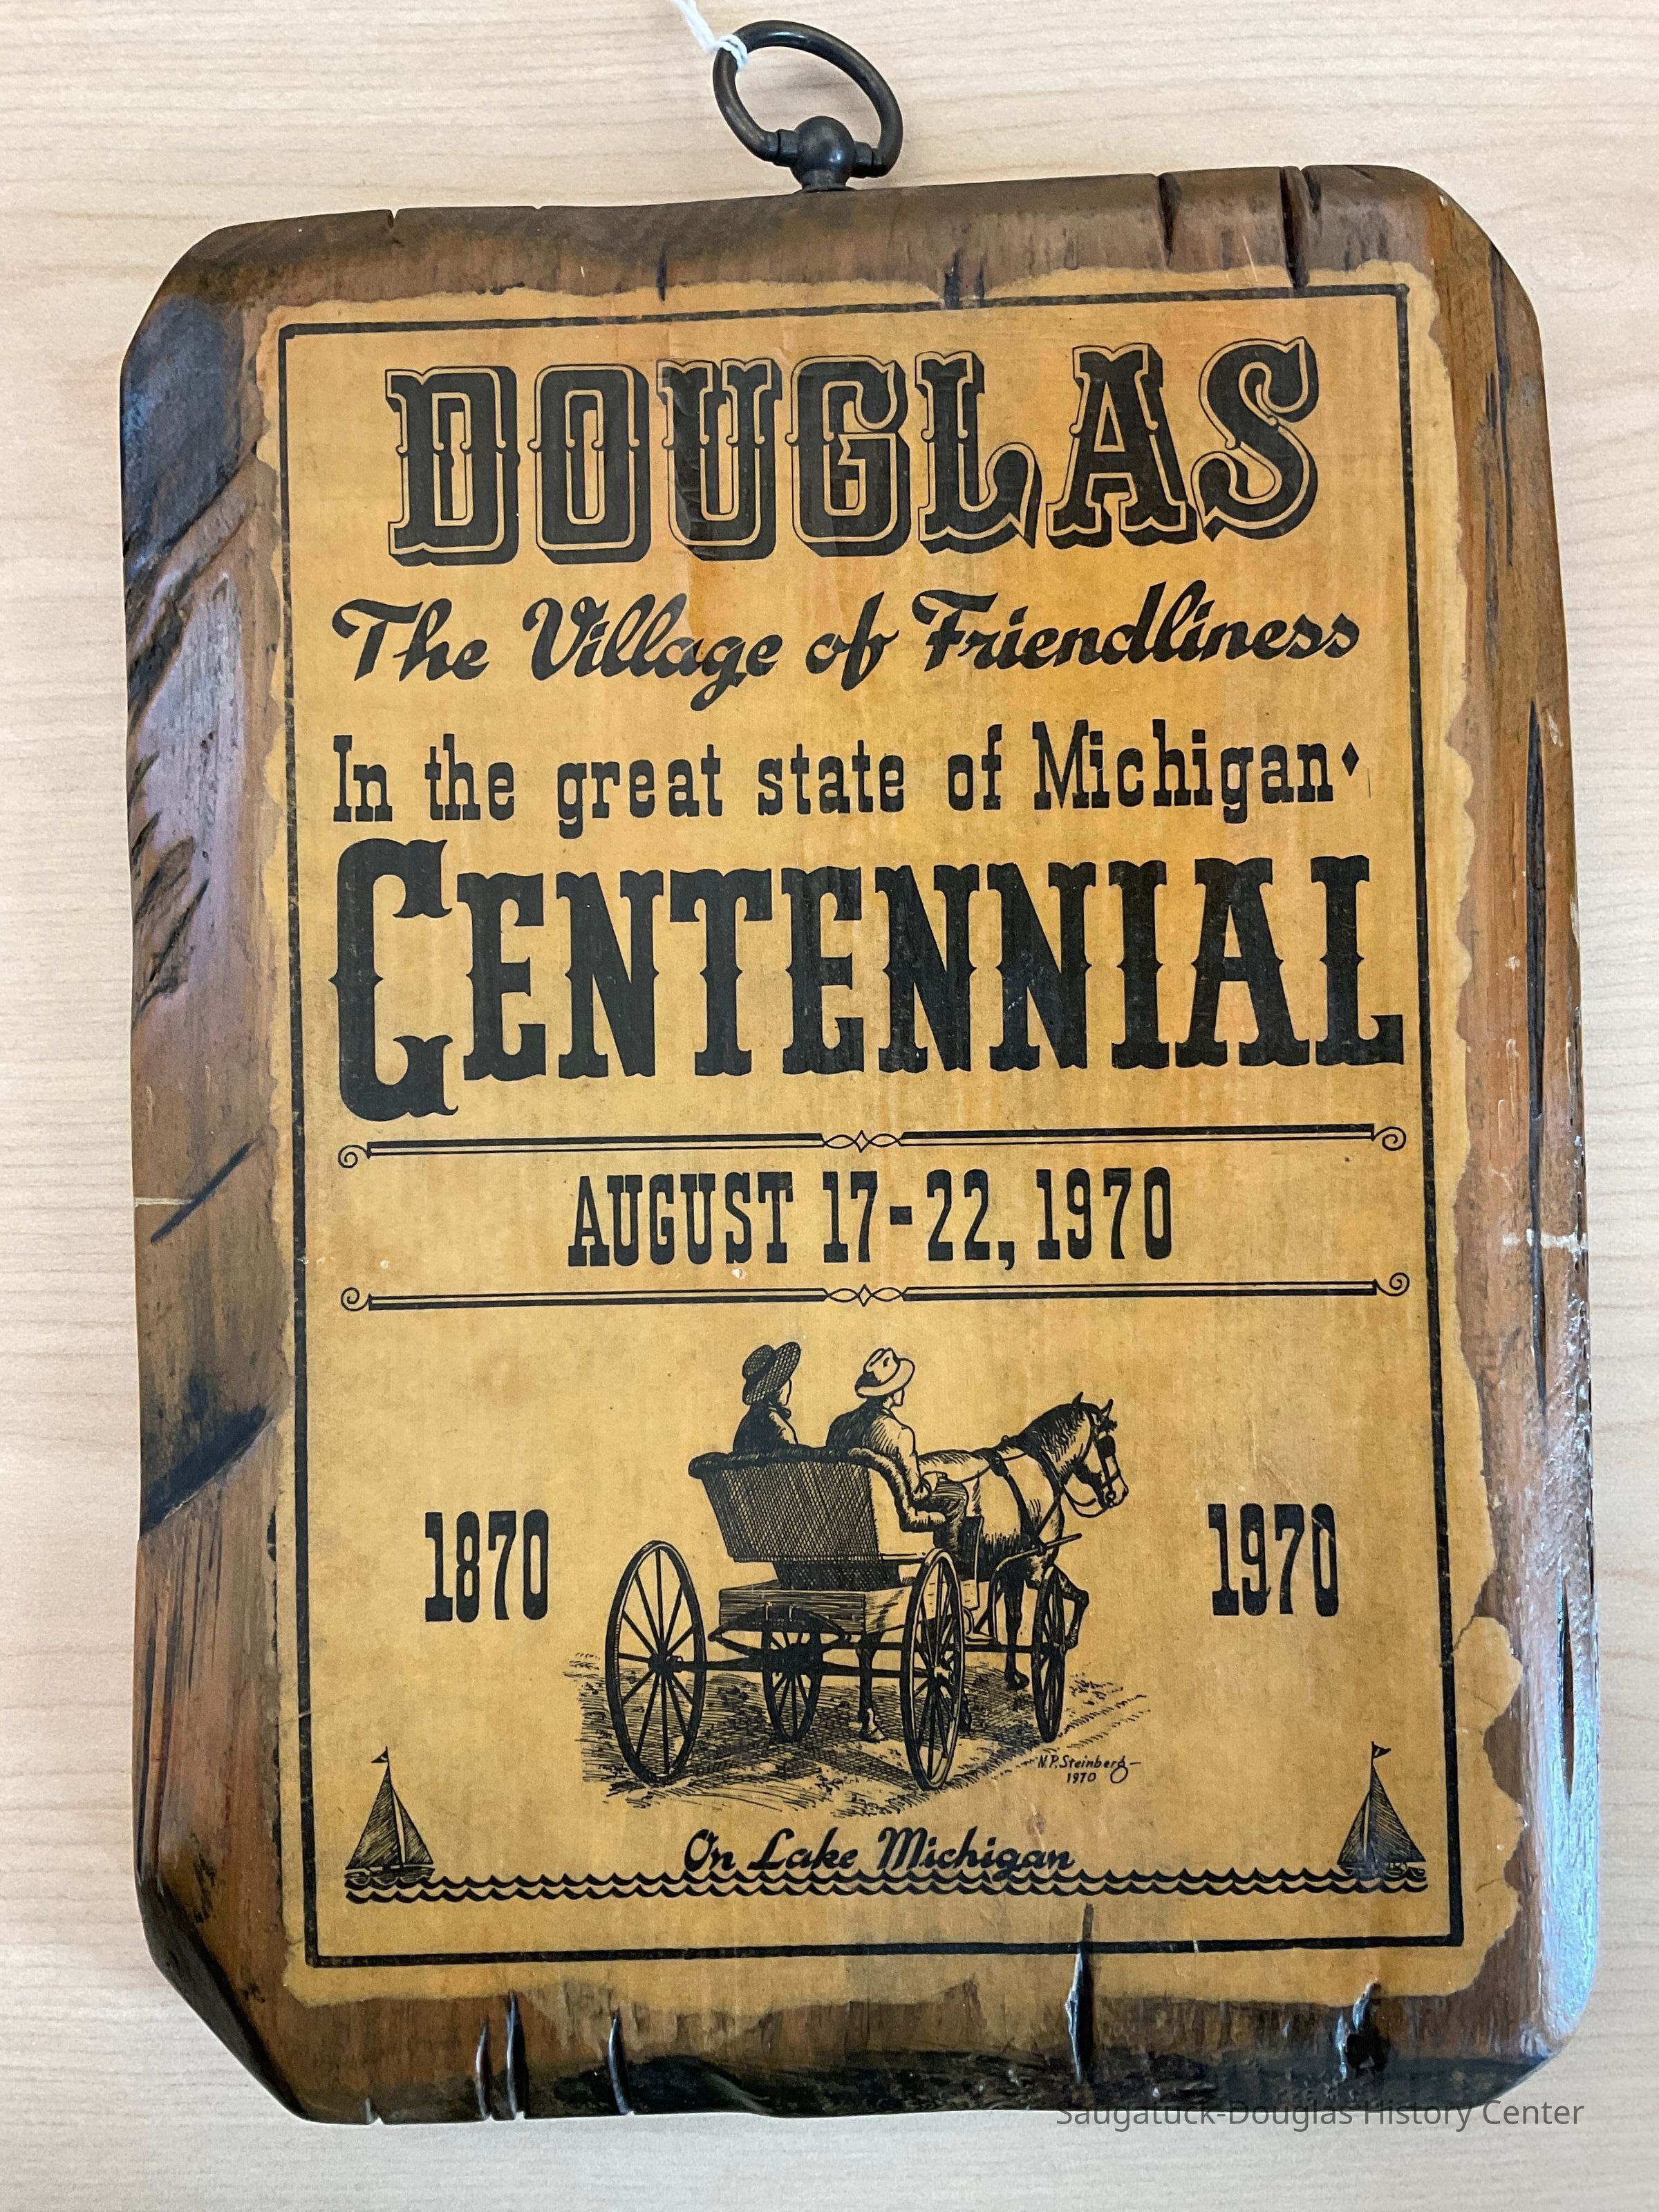 DOUGLAS
The Village of Friendliness
In the great state of Michigan♦
CENTENNIAL
AUGUST 17-22, 1970
1870
1970
N.P. Steinberg
1970
On Lake Michigan
Saugatuck-Douglas History Center